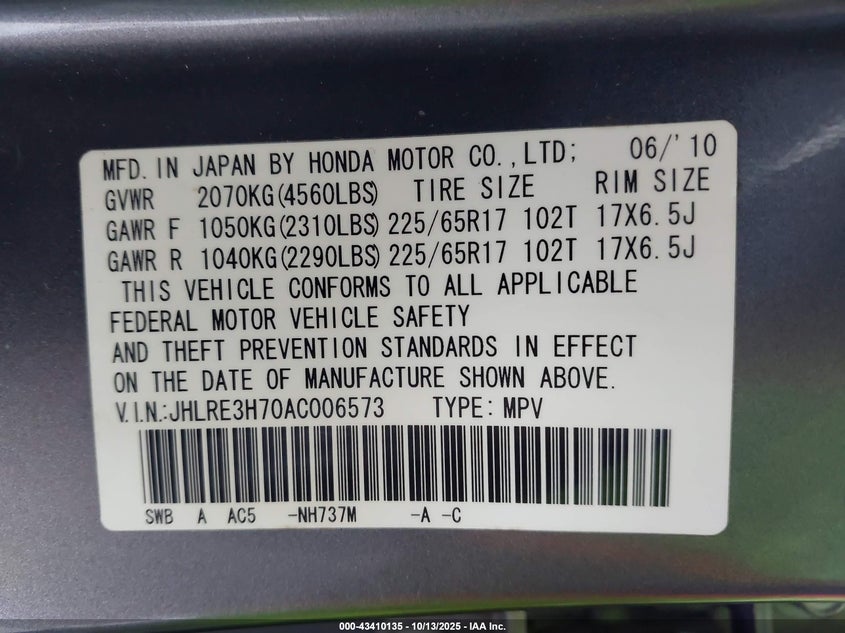 MFD. IN JAPAN BY HONDA MOTOR CO.,LTD; 06/'10
GVWR 2070KG(4560LBS) TIRE SIZE RIM SIZE
GAWR F 1050KG(2310LBS) 225/65R17 102T 17X6.5J
GAWR R 1040KG(2290LBS) 225/65R17 102T 17X6.5J
THIS VEHICLE CONFORMS TO ALL APPLICABLE
FEDERAL MOTOR VEHICLE SAFETY
AND THEFT PREVENTION STANDARDS IN EFFECT
ON THE DATE OF MANUFACTURE SHOWN ABOVE.
V.I.N.:JHLRE3H70AC006573 TYPE: MPV
SWB A AC5 -NH737M -A -C
000-43410135 - 10/13/2025 - IAA Inc.